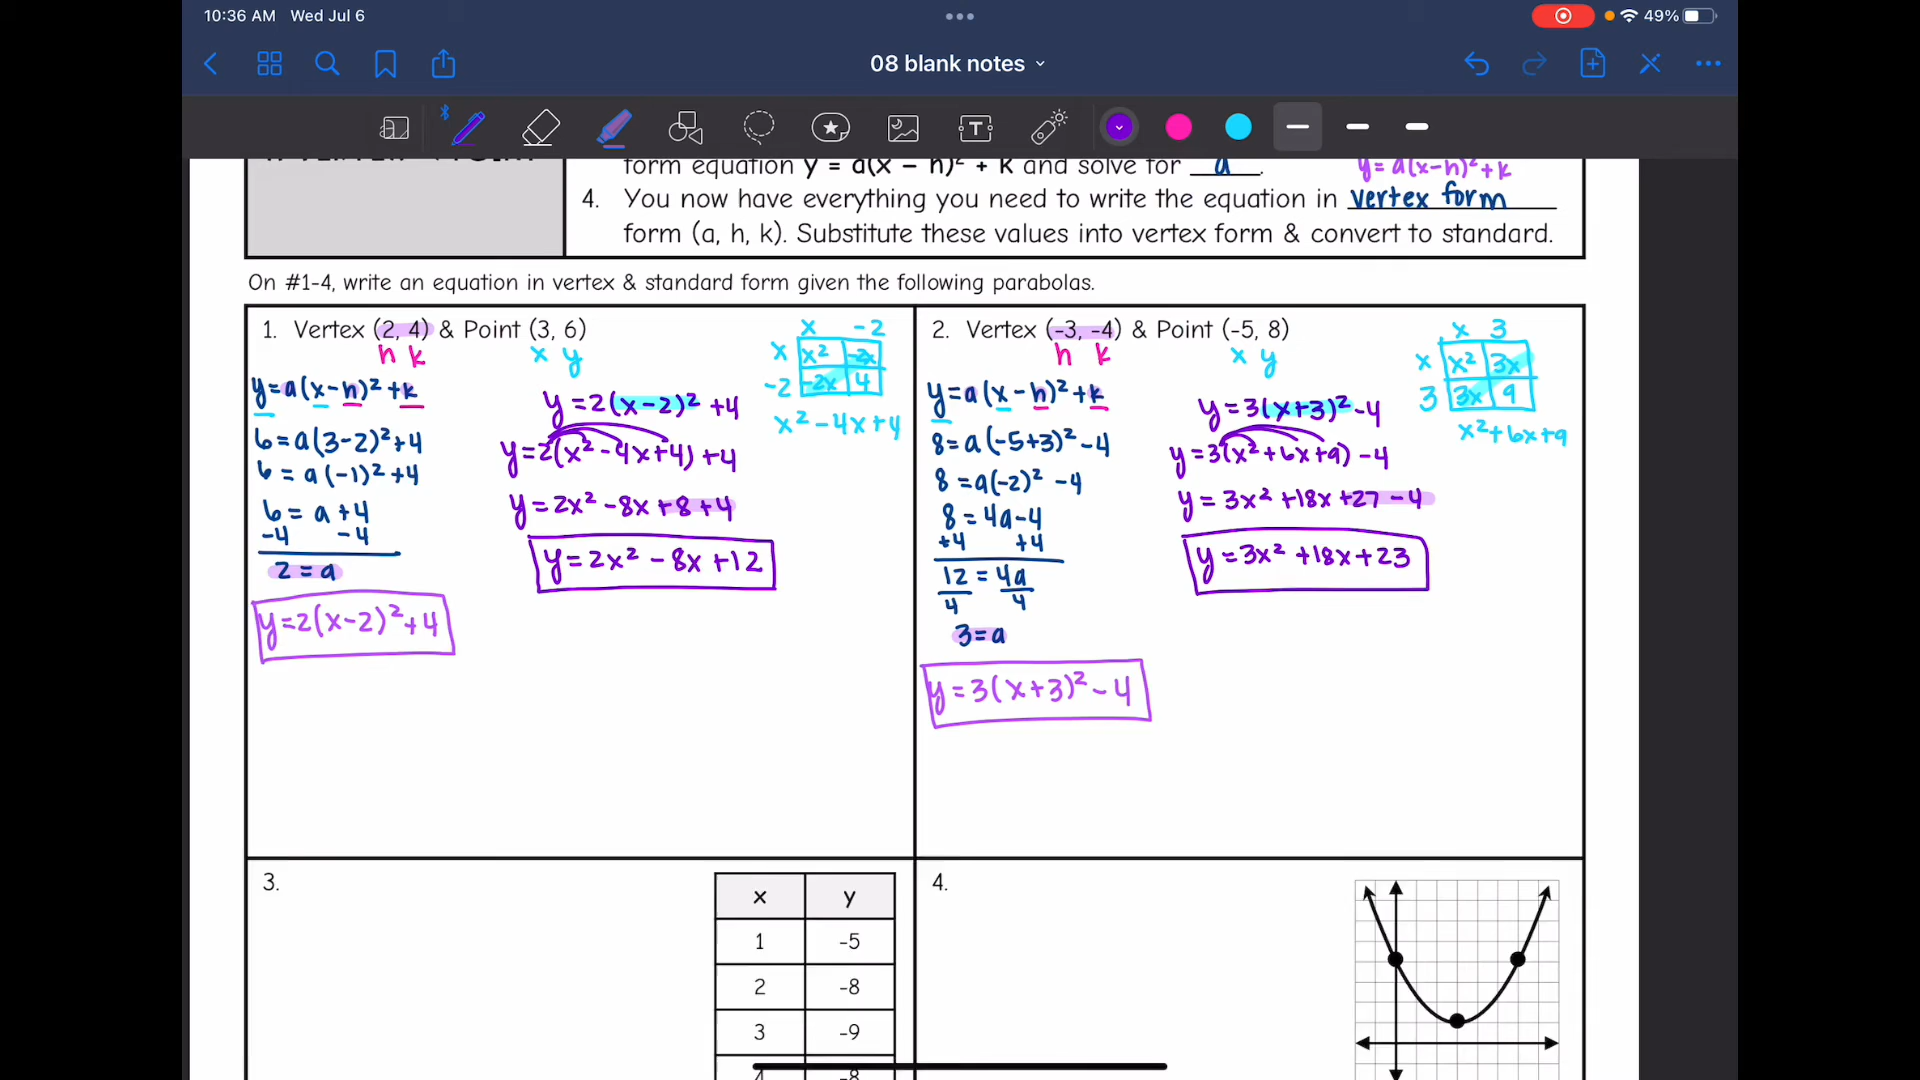 10:36 AM Wed Jul 6
49%
08 blank notes
form equation y = a(x – h)² + k and solve for a.
y=a(x-h)²+k
4. You now have everything you need to write the equation in vertex form
form (a, h, k). Substitute these values into vertex form & convert to standard.
On #1-4, write an equation in vertex & standard form given the following parabolas.
1. Vertex (2, 4) & Point (3, 6)
h k
x y
y=a(x-h)²+k
6=a(3-2)²+4
6=a(-1)²+4
6=a+4
-4 -4
2=a
y=2(x-2)²+4
y=2(x-2)²+4
y=2(x²-4x+4)+4
y=2x²-8x+8+4
y=2x²-8x+12
x -2
x x² -2x
-2 -2x 4
x²-4x+4
2. Vertex (-3, -4) & Point (-5, 8)
h k
x y
y=a(x-h)²+k
8=a(-5+3)²-4
8=a(-2)²-4
8=4a-4
+4 +4
12=4a
4 4
3=a
y=3(x+3)²-4
y=3(x+3)²-4
y=3(x²+6x+9)-4
y=3x²+18x+27-4
y=3x²+18x+23
x 3
x x² 3x
3 3x 9
x²+6x+9
3.
x y
1 -5
2 -8
3 -9
4 -8
4.